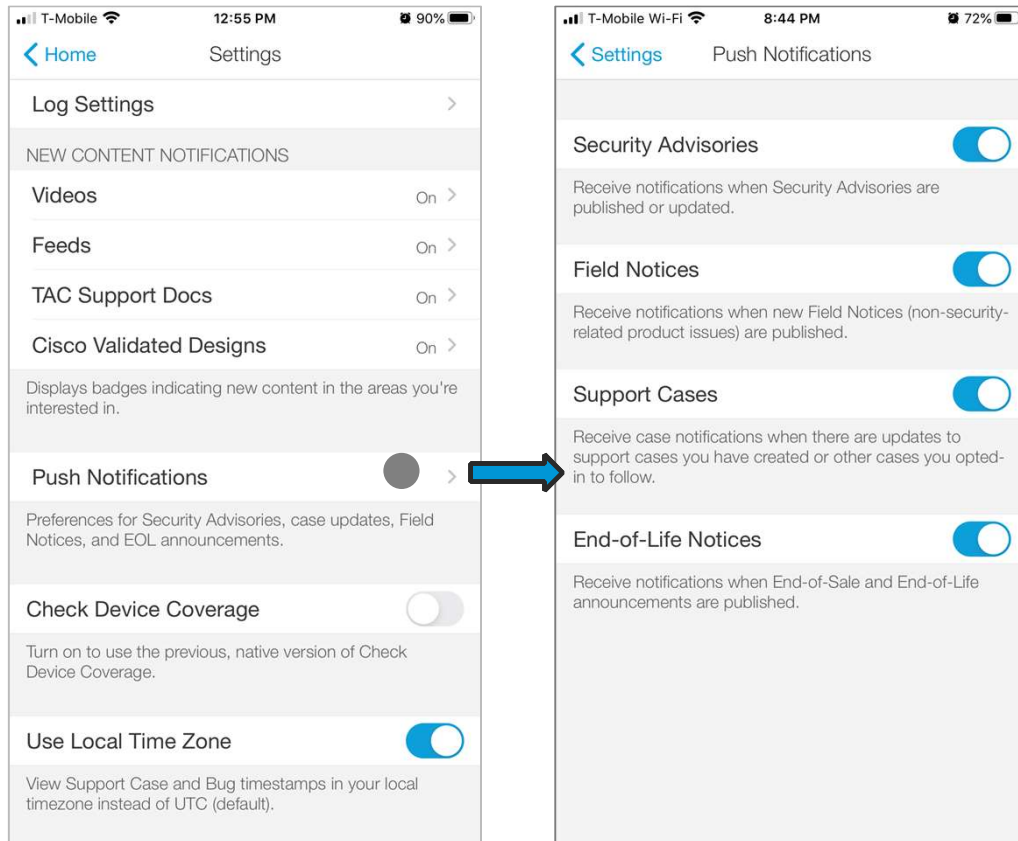 T-Mobile 12:55 PM 90%
Home Settings
Log Settings
NEW CONTENT NOTIFICATIONS
Videos On
Feeds On
TAC Support Docs On
Cisco Validated Designs On
Displays badges indicating new content in the areas you're
interested in.
Push Notifications
Preferences for Security Advisories, case updates, Field
Notices, and EOL announcements.
Check Device Coverage
Turn on to use the previous, native version of Check
Device Coverage.
Use Local Time Zone
View Support Case and Bug timestamps in your local
timezone instead of UTC (default).
T-Mobile Wi-Fi 8:44 PM 72%
Settings Push Notifications
Security Advisories
Receive notifications when Security Advisories are
published or updated.
Field Notices
Receive notifications when new Field Notices (non-security-
related product issues) are published.
Support Cases
Receive case notifications when there are updates to
support cases you have created or other cases you opted-
in to follow.
End-of-Life Notices
Receive notifications when End-of-Sale and End-of-Life
announcements are published.